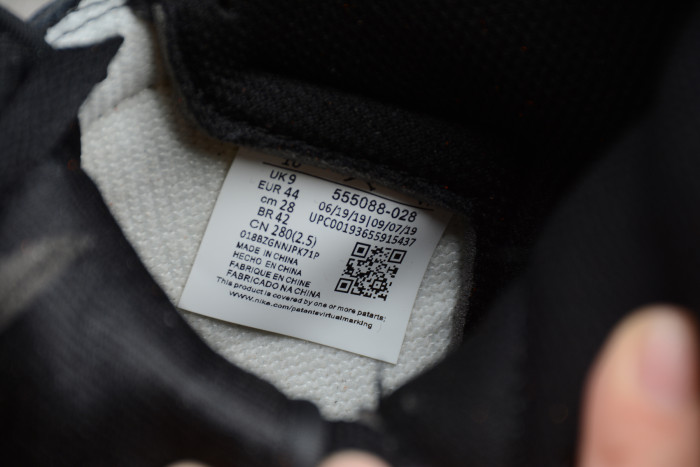 10
UK 9
EUR 44
cm 28
BR 42
CN 280(2.5)
01BBZGNNJPK71P
MADE IN CHINA
HECHO EN CHINA
FABRIQUE EN CHINE
FABRICADO NA CHINA
555088-028
06/19/19|09/07/19
UPC00193655915437
This product is covered by one or more patents;
www.nike.com/patentsvirtualmarking